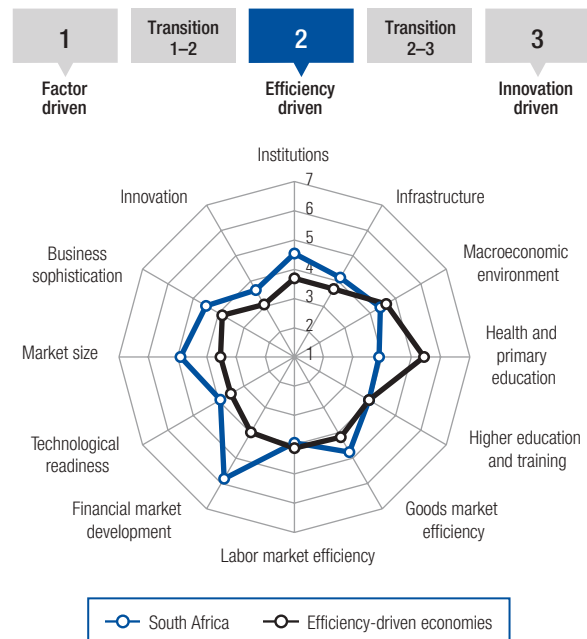 1
Transition
1–2
2
Transition
2–3
3
Factor
driven
Efficiency
driven
Innovation
driven
Institutions
Infrastructure
Macroeconomic
environment
Health and
primary
education
Higher education
and training
Goods market
efficiency
Labor market efficiency
Financial market
development
Technological
readiness
Market size
Business
sophistication
Innovation
7
6
5
4
3
2
1
South Africa
Efficiency-driven economies